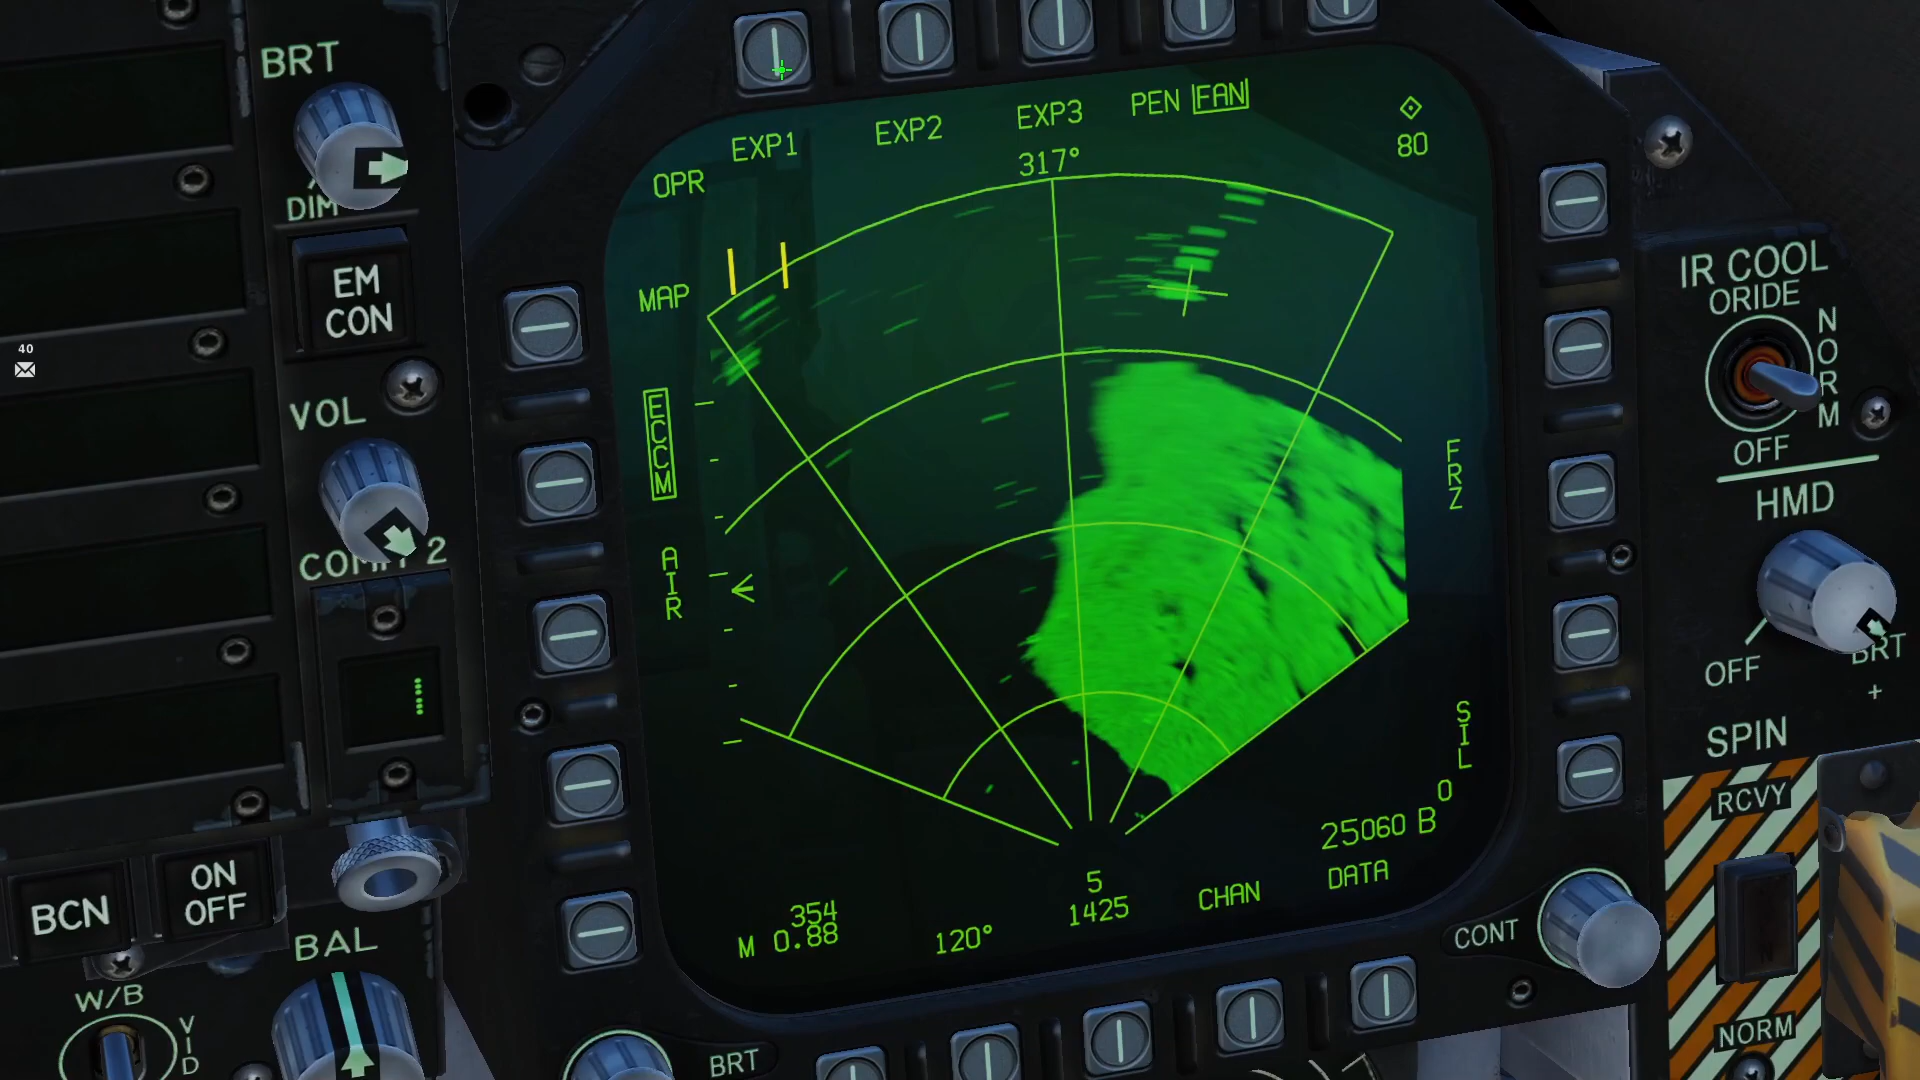 BRT
DIM
EM
CON
40
VOL
COMM 2
BCN
ON
OFF
BAL
W/B
VID
BRT
EXP1
EXP2
EXP3
PEN FAN
OPR
317°
80
MAP
ECCM
AIR
FRZ
SIL
0
25060 B
DATA
CHAN
5
1425
120°
354
M 0.88
CONT
IR COOL
ORIDE
NORM
OFF
HMD
OFF
BRT
SPIN
RCVY
NORM